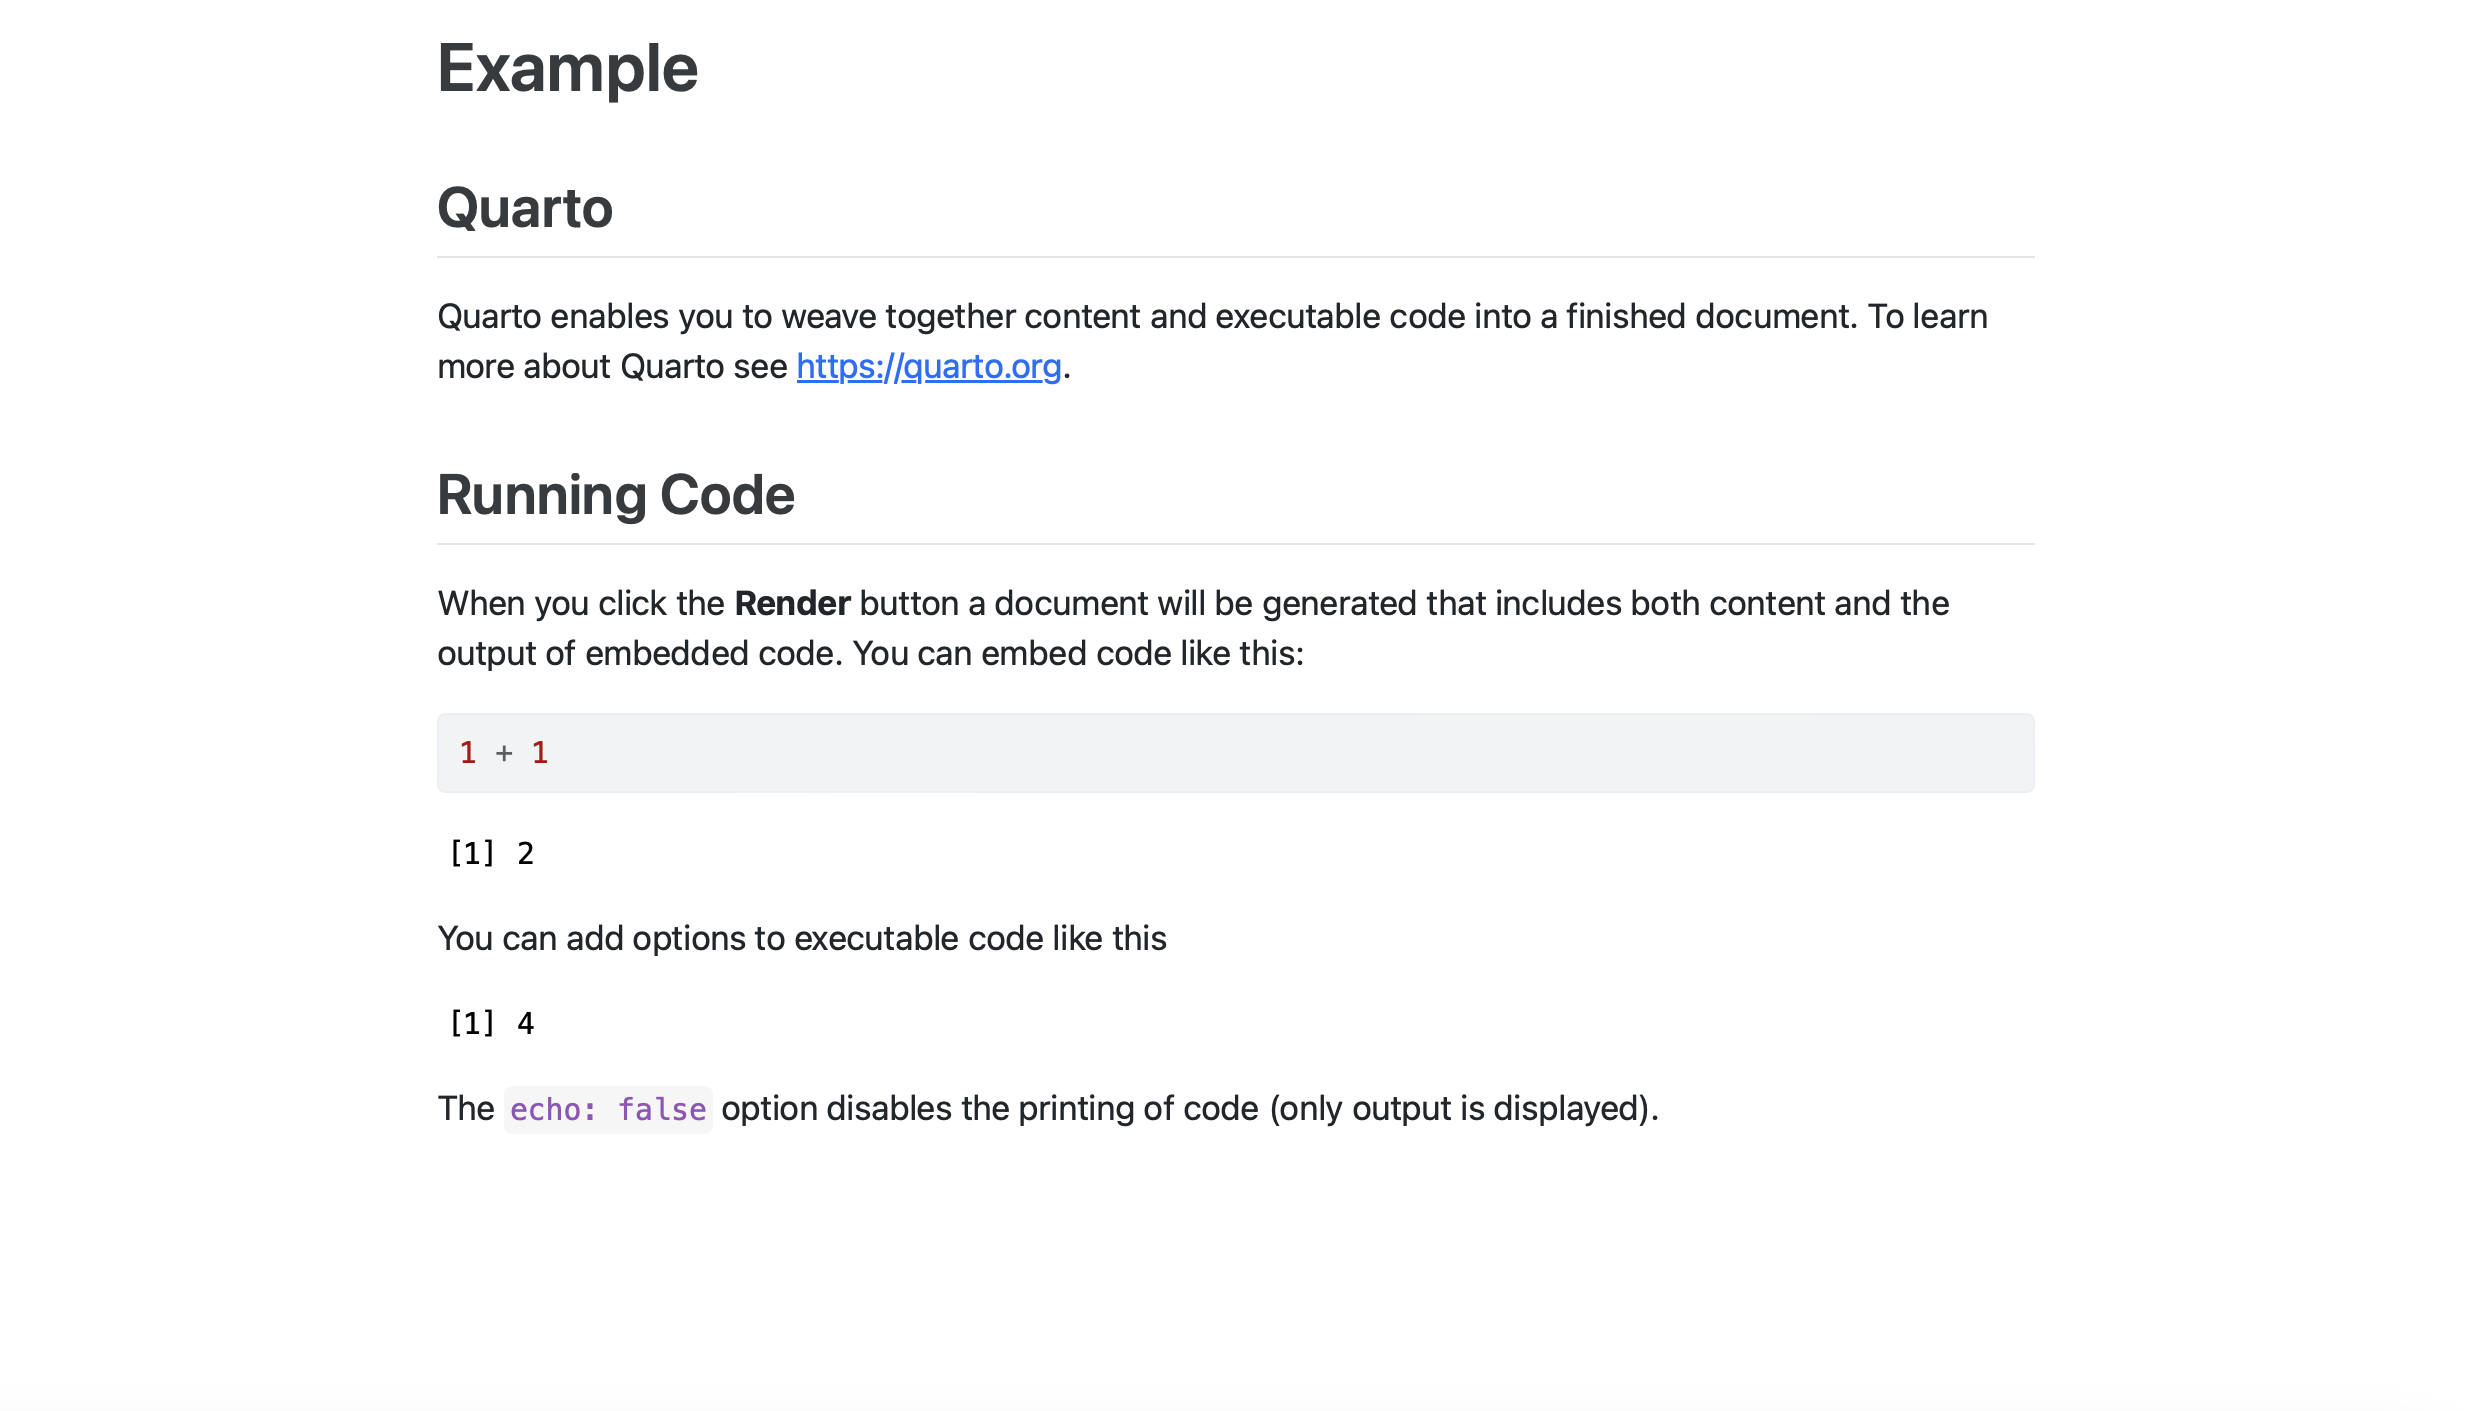 Example
Quarto
Quarto enables you to weave together content and executable code into a finished document. To learn
more about Quarto see https://quarto.org.
Running Code
When you click the Render button a document will be generated that includes both content and the
output of embedded code. You can embed code like this:
1 + 1
[1] 2
You can add options to executable code like this
[1] 4
The echo: false option disables the printing of code (only output is displayed).